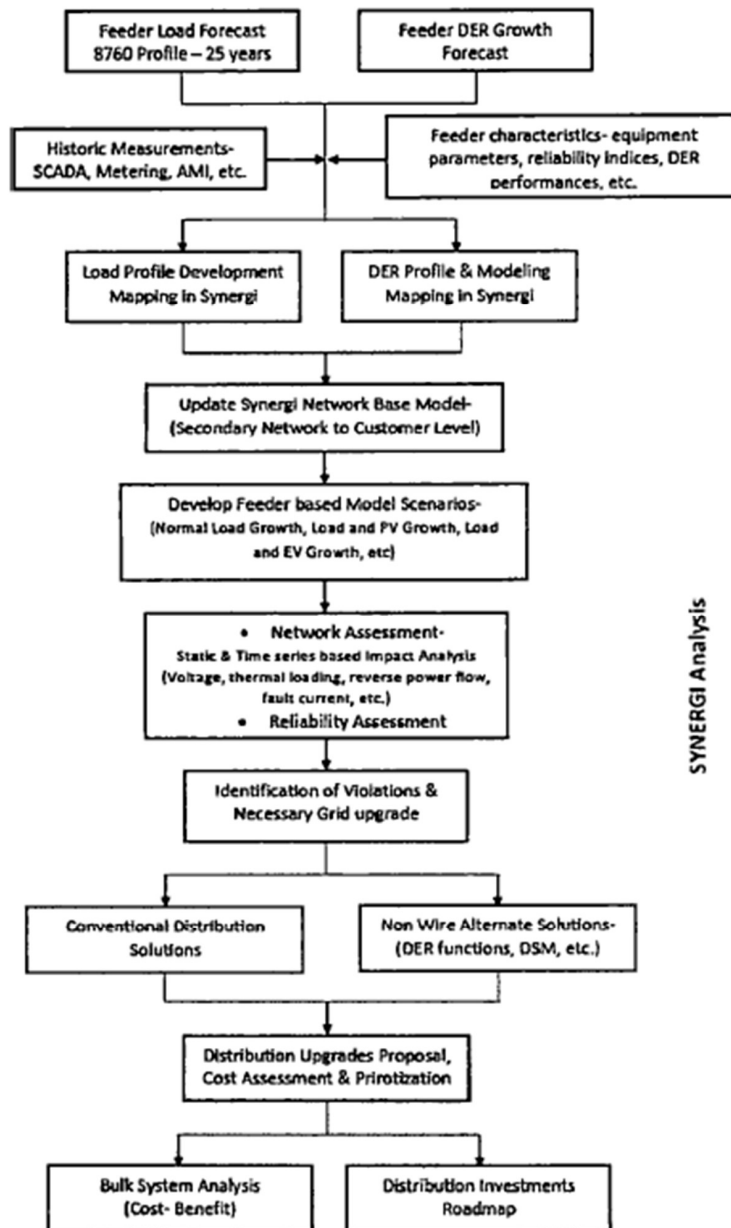 Feeder Load Forecast
8760 Profile – 25 years
Feeder DER Growth
Forecast
Historic Measurements-
SCADA, Metering, AMI, etc.
Feeder characteristics- equipment
parameters, reliability indices, DER
performances, etc.
Load Profile Development
Mapping in Synergi
DER Profile & Modeling
Mapping in Synergi
Update Synergi Network Base Model-
(Secondary Network to Customer Level)
Develop Feeder based Model Scenarios-
(Normal Load Growth, Load and PV Growth, Load
and EV Growth, etc)
• Network Assessment-
Static & Time series based Impact Analysis
(Voltage, thermal loading, reverse power flow,
fault current, etc.)
• Reliability Assessment
SYNERGI Analysis
Identification of Violations &
Necessary Grid upgrade
Conventional Distribution
Solutions
Non Wire Alternate Solutions-
(DER functions, DSM, etc.)
Distribution Upgrades Proposal,
Cost Assessment & Prirotization
Bulk System Analysis
(Cost- Benefit)
Distribution Investments
Roadmap